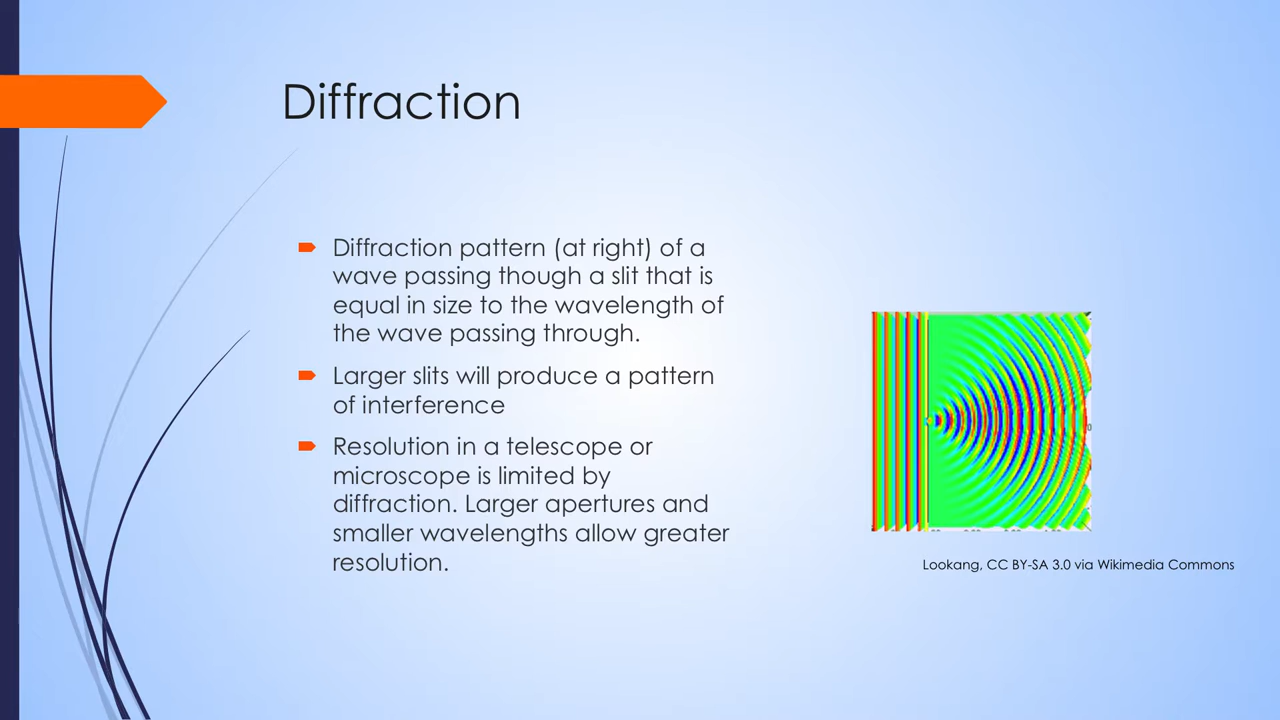 Diffraction
Diffraction pattern (at right) of a
wave passing though a slit that is
equal in size to the wavelength of
the wave passing through.
Larger slits will produce a pattern
of interference
Resolution in a telescope or
microscope is limited by
diffraction. Larger apertures and
smaller wavelengths allow greater
resolution.
Lookang, CC BY-SA 3.0 via Wikimedia Commons